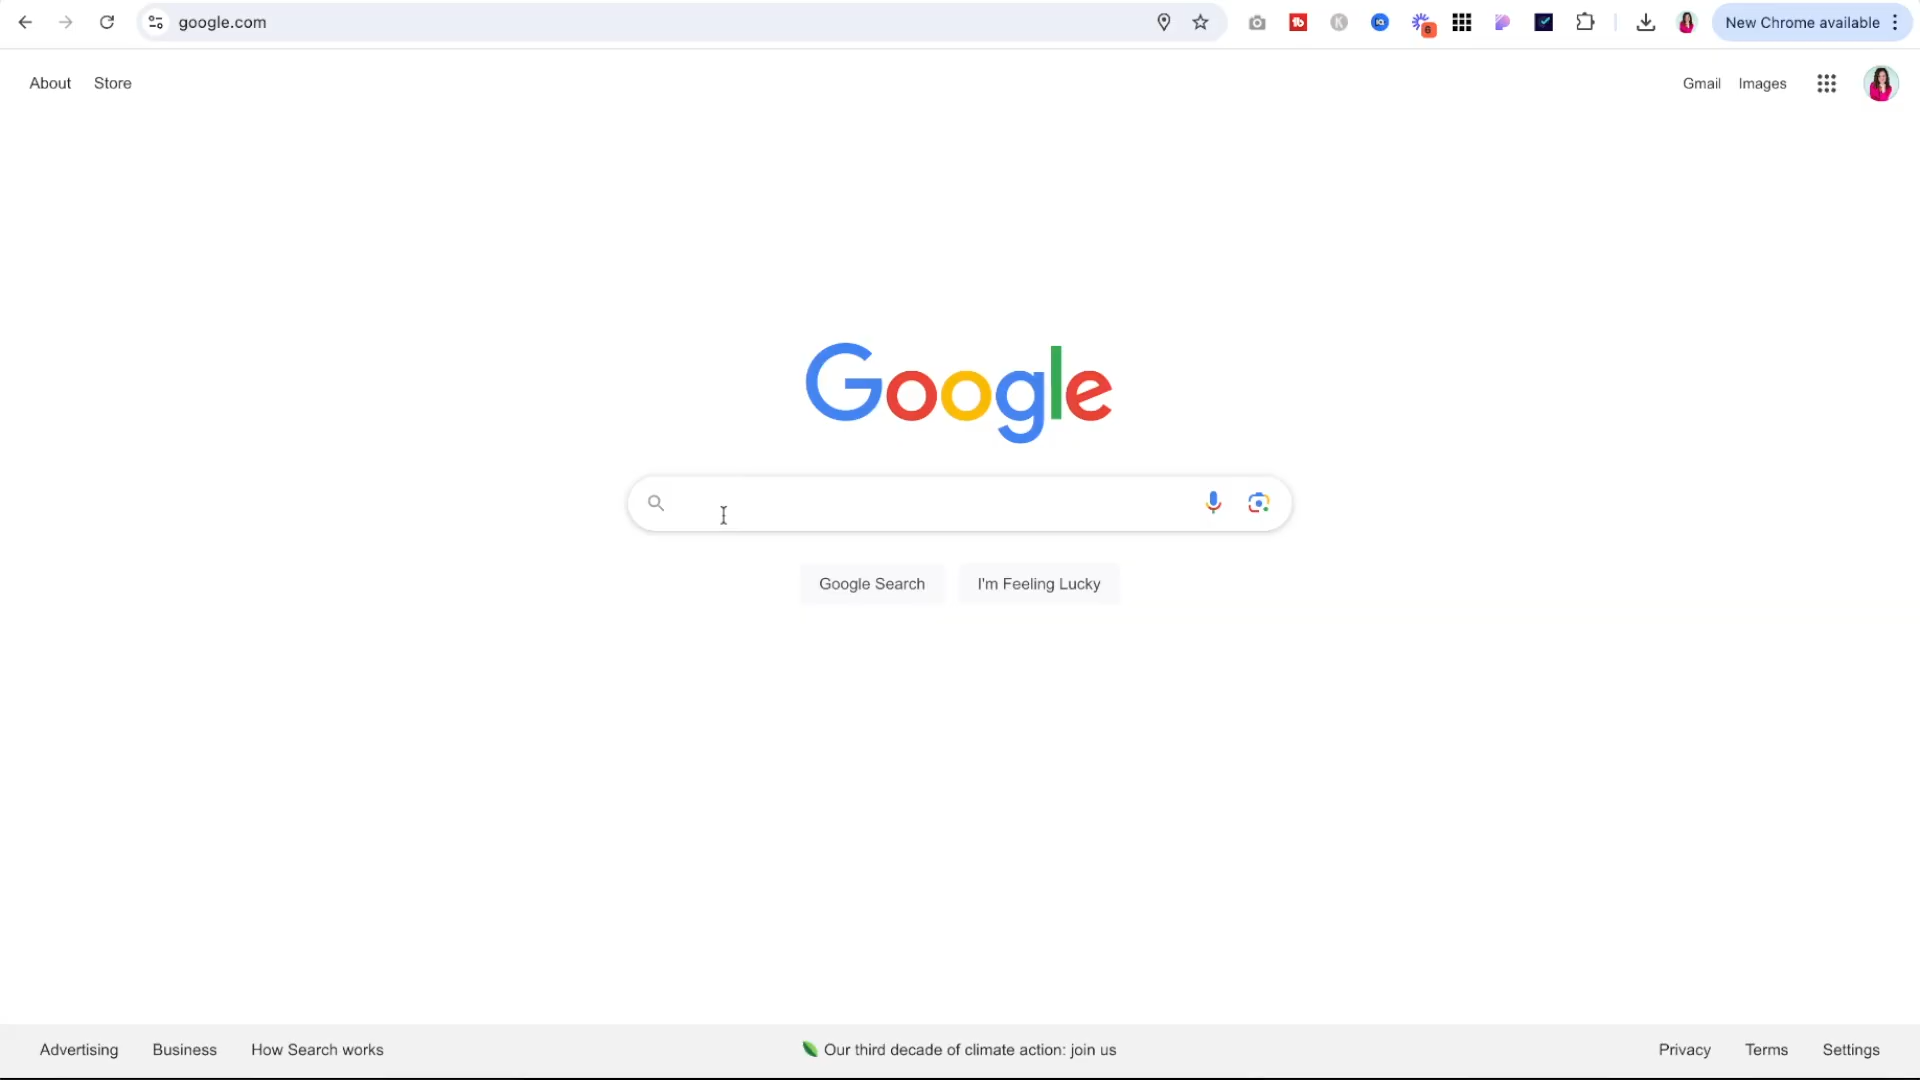 google.com
New Chrome available
About Store
Gmail Images
Google
Google Search I'm Feeling Lucky
Advertising Business How Search works
Our third decade of climate action: join us
Privacy Terms Settings